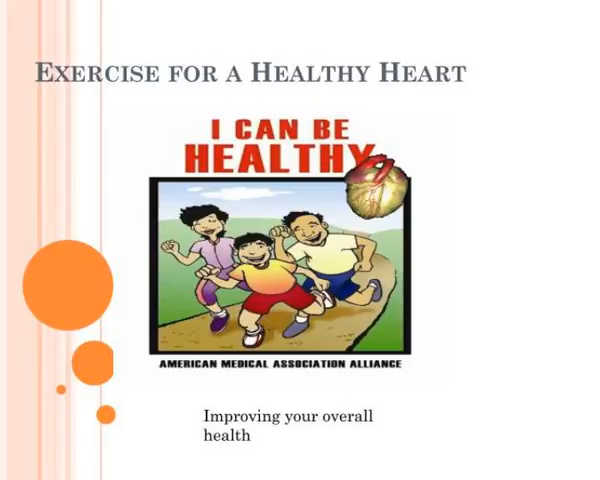 Exercise for a Healthy Heart
I CAN BE
HEALTHY
AMERICAN MEDICAL ASSOCIATION ALLIANCE
Improving your overall
health